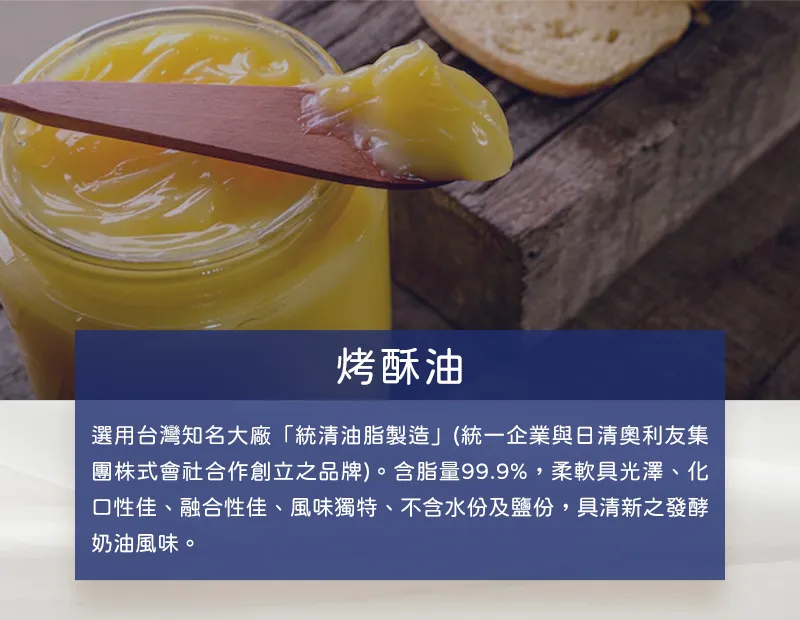 烤酥油
選用台灣知名大廠「統清油脂製造」(統一企業與日清奧利友集
團株式會社合作創立之品牌)。含脂量99.9%，柔軟具光澤、化
口性佳、融合性佳、風味獨特、不含水份及鹽份，具清新之發酵
奶油風味。